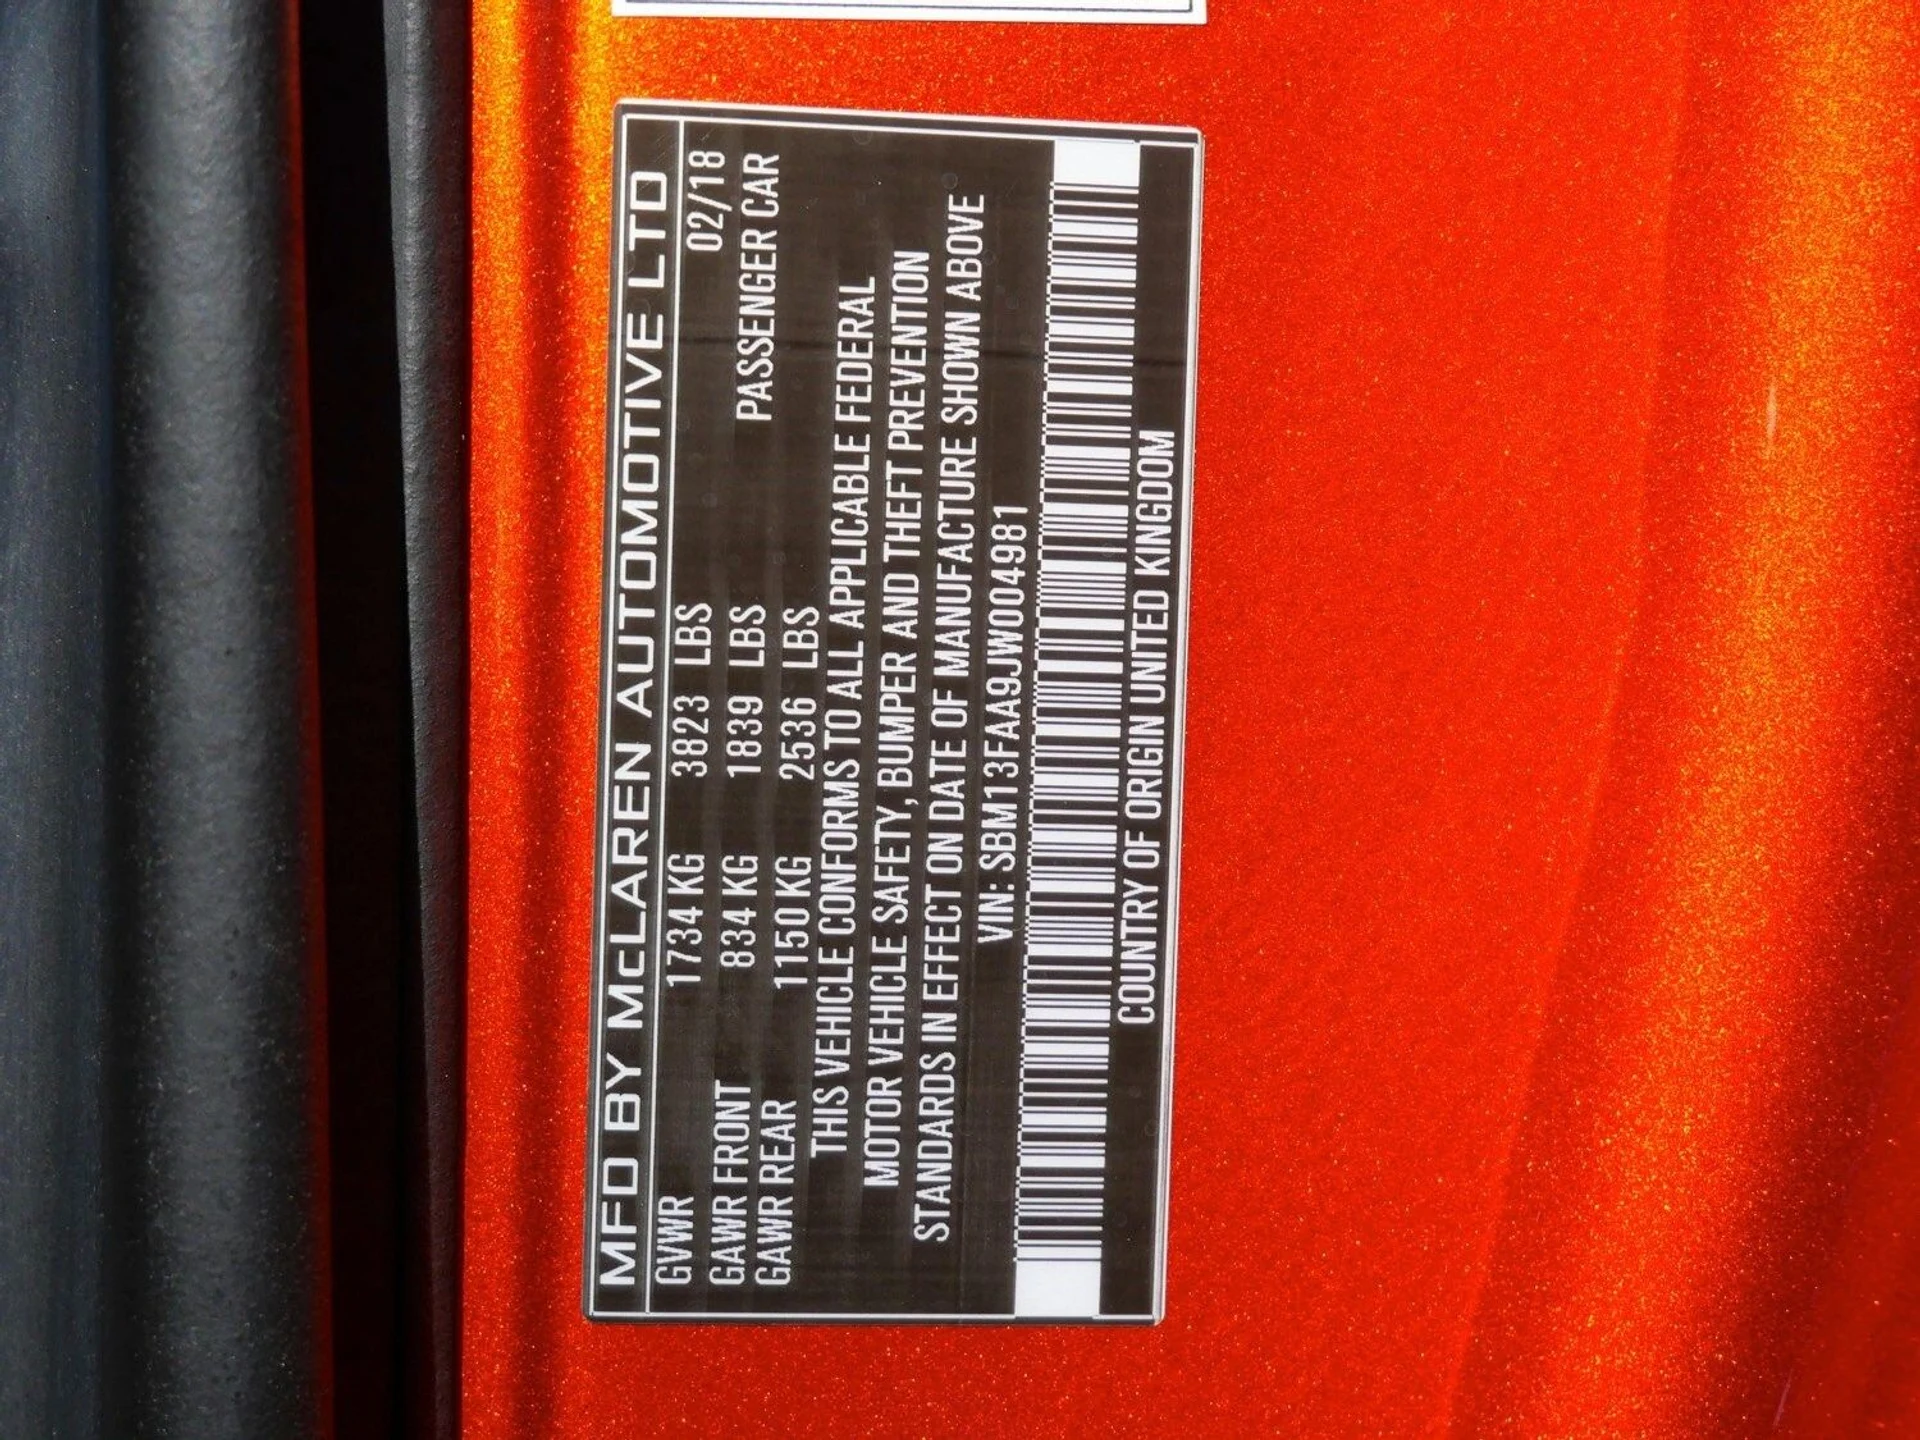 MFD BY McLAREN AUTOMOTIVE LTD
GVWR 1734 KG 3823 LBS 02/18
GAWR FRONT 834 KG 1839 LBS PASSENGER CAR
GAWR REAR 1150 KG 2536 LBS
THIS VEHICLE CONFORMS TO ALL APPLICABLE FEDERAL
MOTOR VEHICLE SAFETY, BUMPER AND THEFT PREVENTION
STANDARDS IN EFFECT ON DATE OF MANUFACTURE SHOWN ABOVE
VIN: SBM13FAA9JW004981
COUNTRY OF ORIGIN UNITED KINGDOM